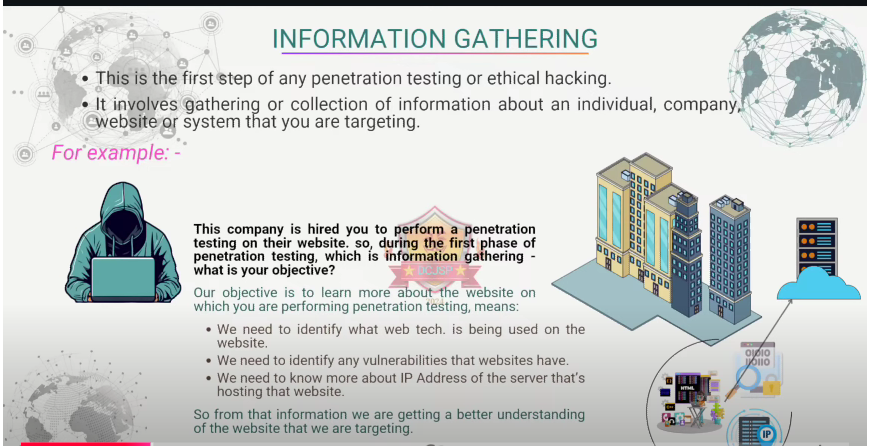 INFORMATION GATHERING
• This is the first step of any penetration testing or ethical hacking.
• It involves gathering or collection of information about an individual, company,
website or system that you are targeting.
For example: -
This company is hired you to perform a penetration
testing on their website. so, during the first phase of
penetration testing, which is information gathering -
what is your objective?
DCJSP
Our objective is to learn more about the website on
which you are performing penetration testing, means:
• We need to identify what web tech. is being used on the
website.
• We need to identify any vulnerabilities that websites have.
• We need to know more about IP Address of the server that's
hosting that website.
So from that information we are getting a better understanding
of the website that we are targeting.
HTML
IP